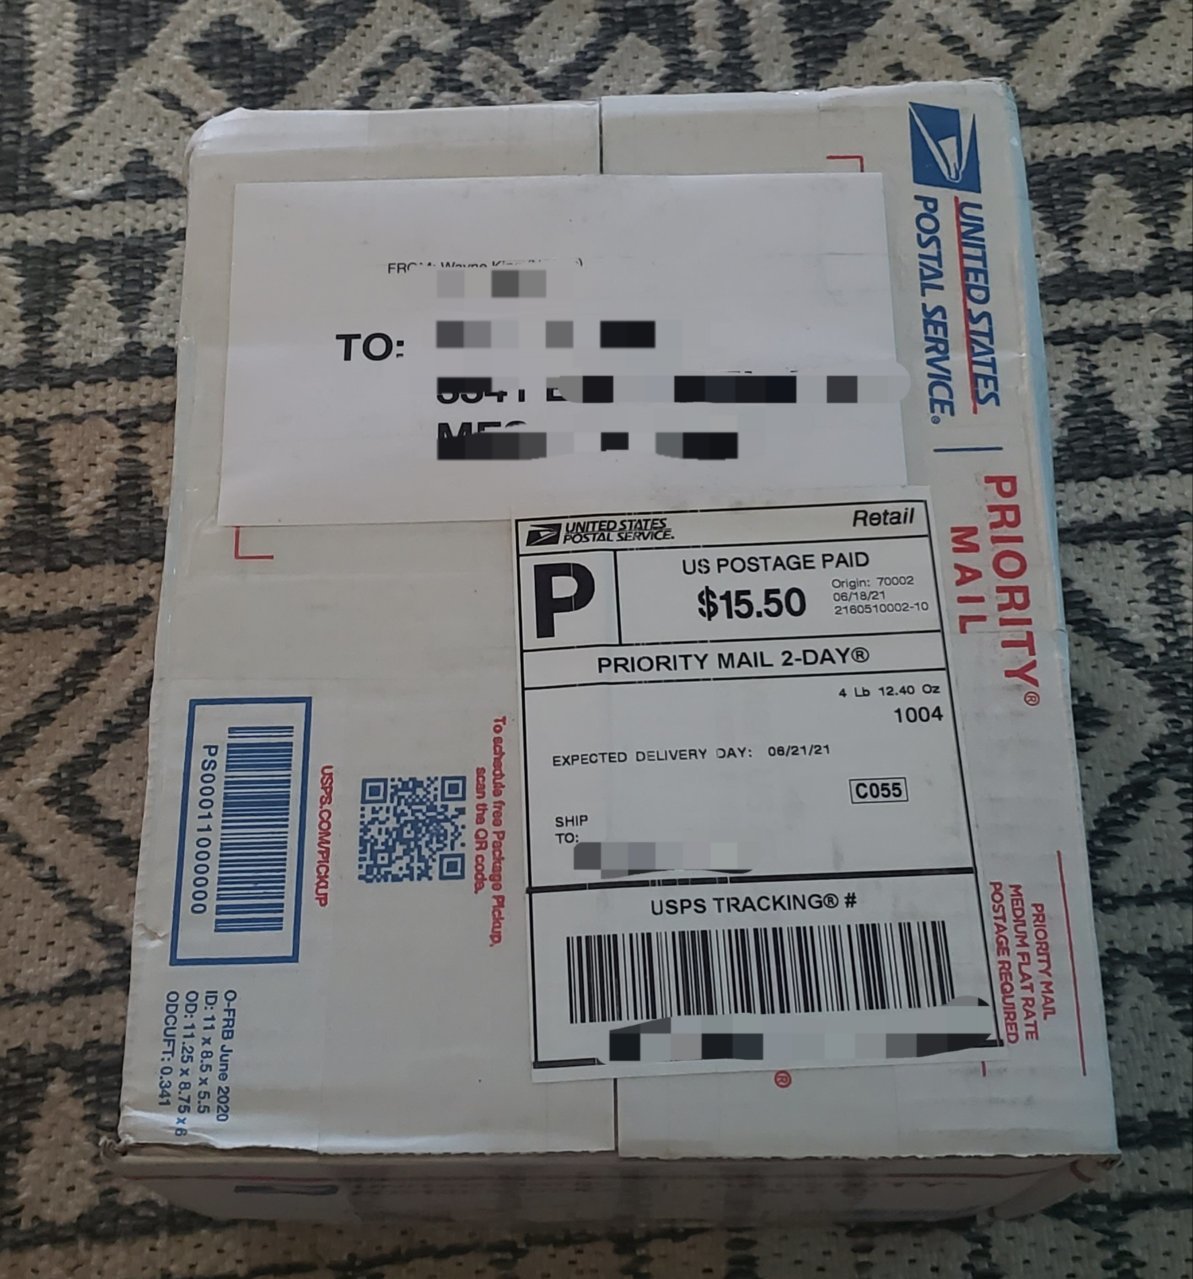 UNITED STATES
POSTAL SERVICE®
PRIORITY®
MAIL
TO:
UNITED STATES
POSTAL SERVICE.
Retail
P
US POSTAGE PAID
$15.50
Origin: 70002
06/18/21
2160510002-10
PRIORITY MAIL 2-DAY®
4 Lb 12.40 Oz
1004
EXPECTED DELIVERY DAY: 06/21/21
C055
SHIP
TO:
USPS TRACKING® #
PS00011000000
USPS.COM/PICKUP
To schedule free Package Pickup,
scan the QR code.
O-FRB June 2020
ID: 11 x 8.5 x 5.5
OD: 11.25 x 8.75 x 6
ODCUFT: 0.341
PRIORITY MAIL
MEDIUM FLAT RATE
POSTAGE REQUIRED
®